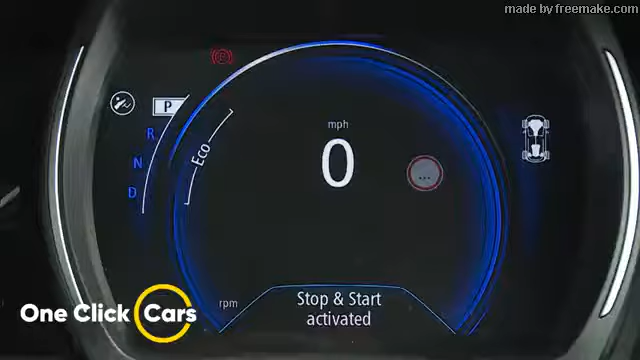 made by freemake.com
P
P
R
N
D
Eco
mph
0
...
rpm
Stop & Start
activated
One Click Cars